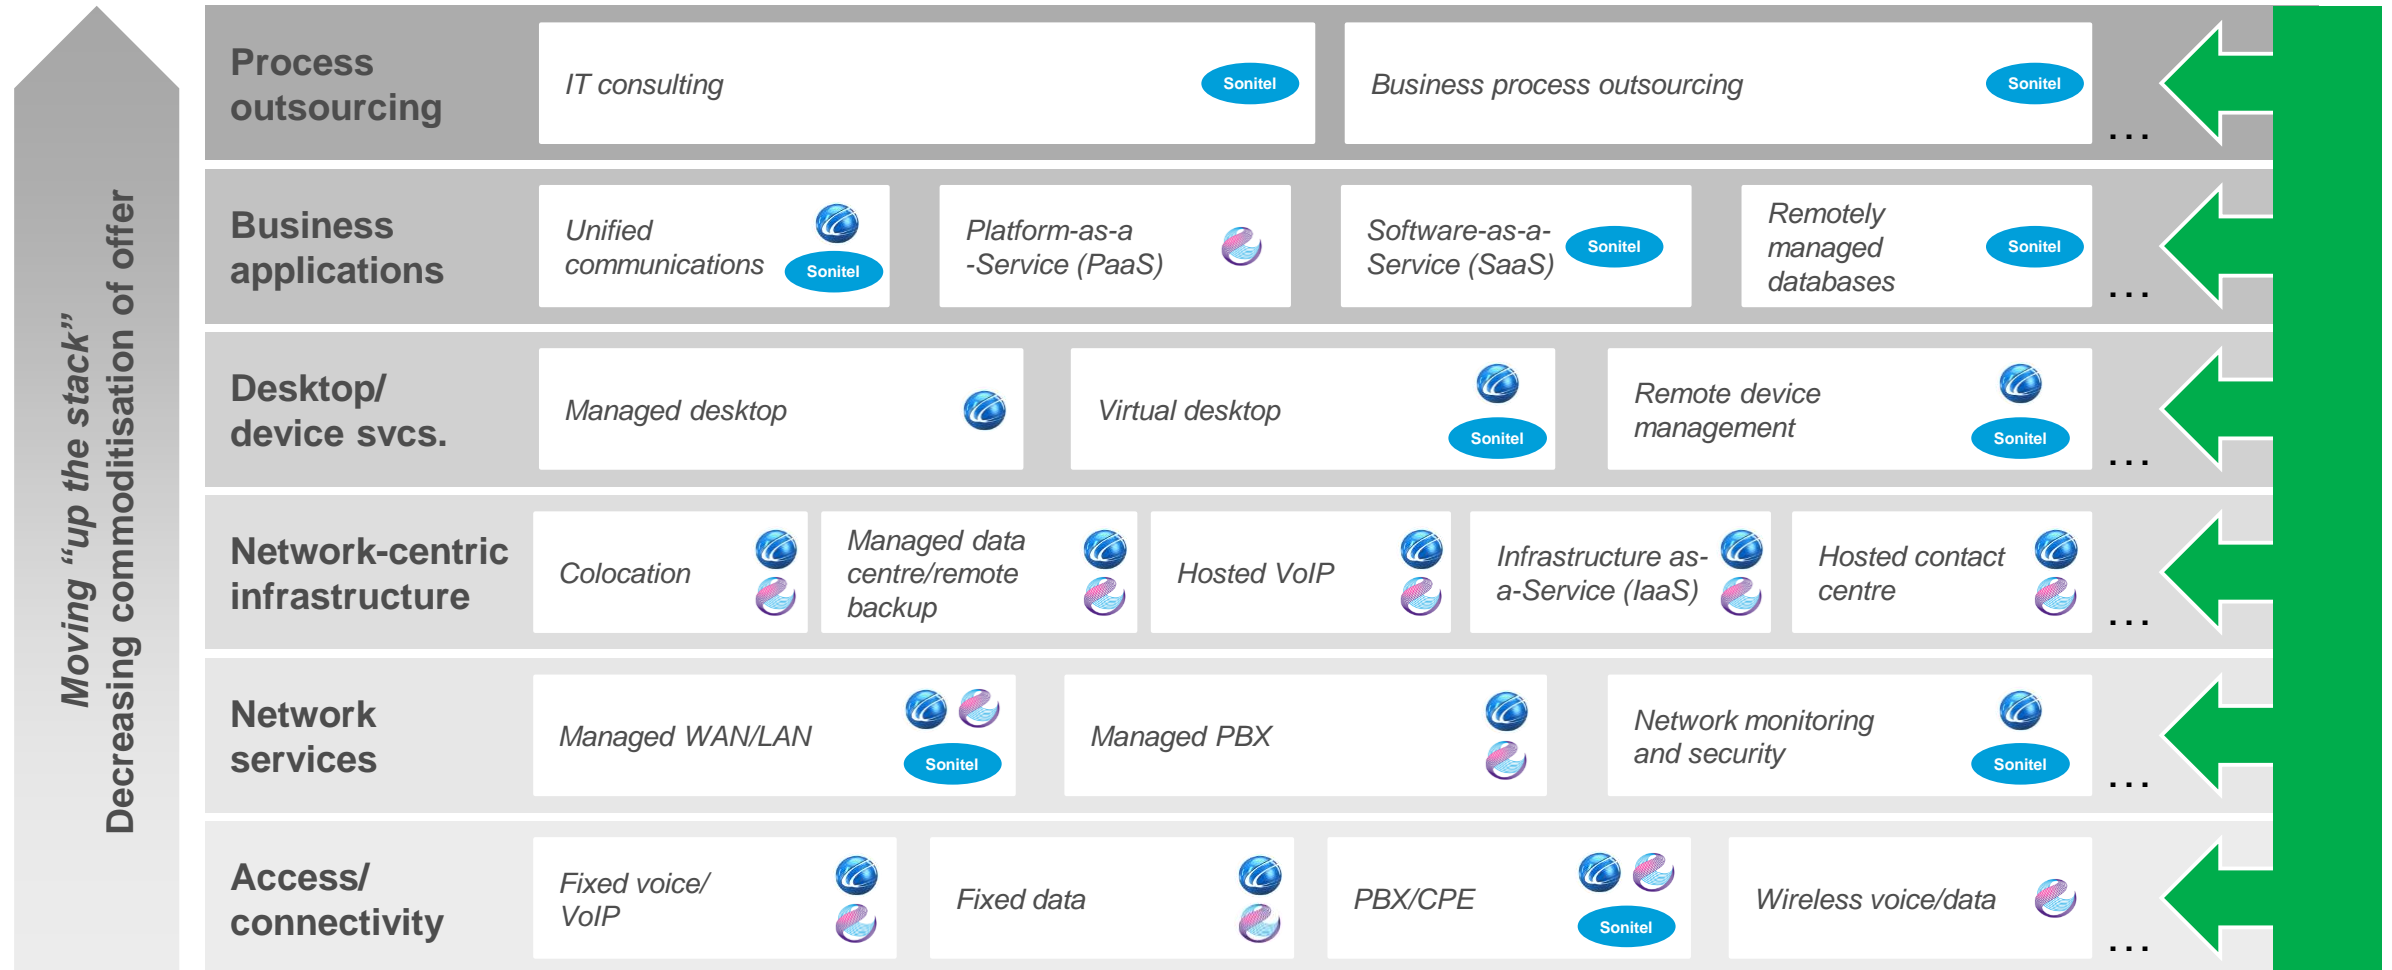 Moving “up the stack”
Decreasing commoditisation of offer
Process
outsourcing
IT consulting
Sonitel
Business process outsourcing
Sonitel
...
Business
applications
Unified
communications
Sonitel
Platform-as-a
-Service (PaaS)
Software-as-a-
Service (SaaS)
Sonitel
Remotely
managed
databases
Sonitel
...
Desktop/
device svcs.
Managed desktop
Virtual desktop
Sonitel
Remote device
management
Sonitel
...
Network-centric
infrastructure
Colocation
Managed data
centre/remote
backup
Hosted VoIP
Infrastructure as-
a-Service (IaaS)
Hosted contact
centre
...
Network
services
Managed WAN/LAN
Sonitel
Managed PBX
Network monitoring
and security
Sonitel
...
Access/
connectivity
Fixed voice/
VoIP
Fixed data
PBX/CPE
Sonitel
Wireless voice/data
...